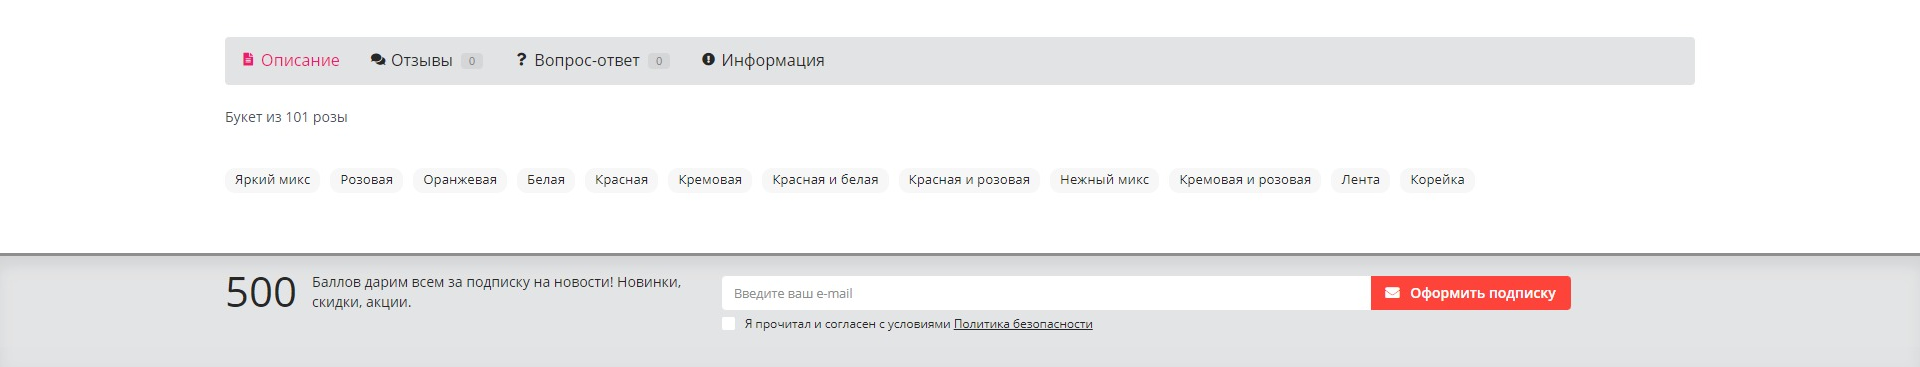 Описание Отзывы 0 Вопрос-ответ 0 Информация
Букет из 101 розы
Яркий микс Розовая Оранжевая Белая Красная Кремовая Красная и белая Красная и розовая Нежный микс Кремовая и розовая Лента Корейка
500 Баллов дарим всем за подписку на новости! Новинки,
скидки, акции.
Введите ваш e-mail Оформить подписку
Я прочитал и согласен с условиями Политика безопасности